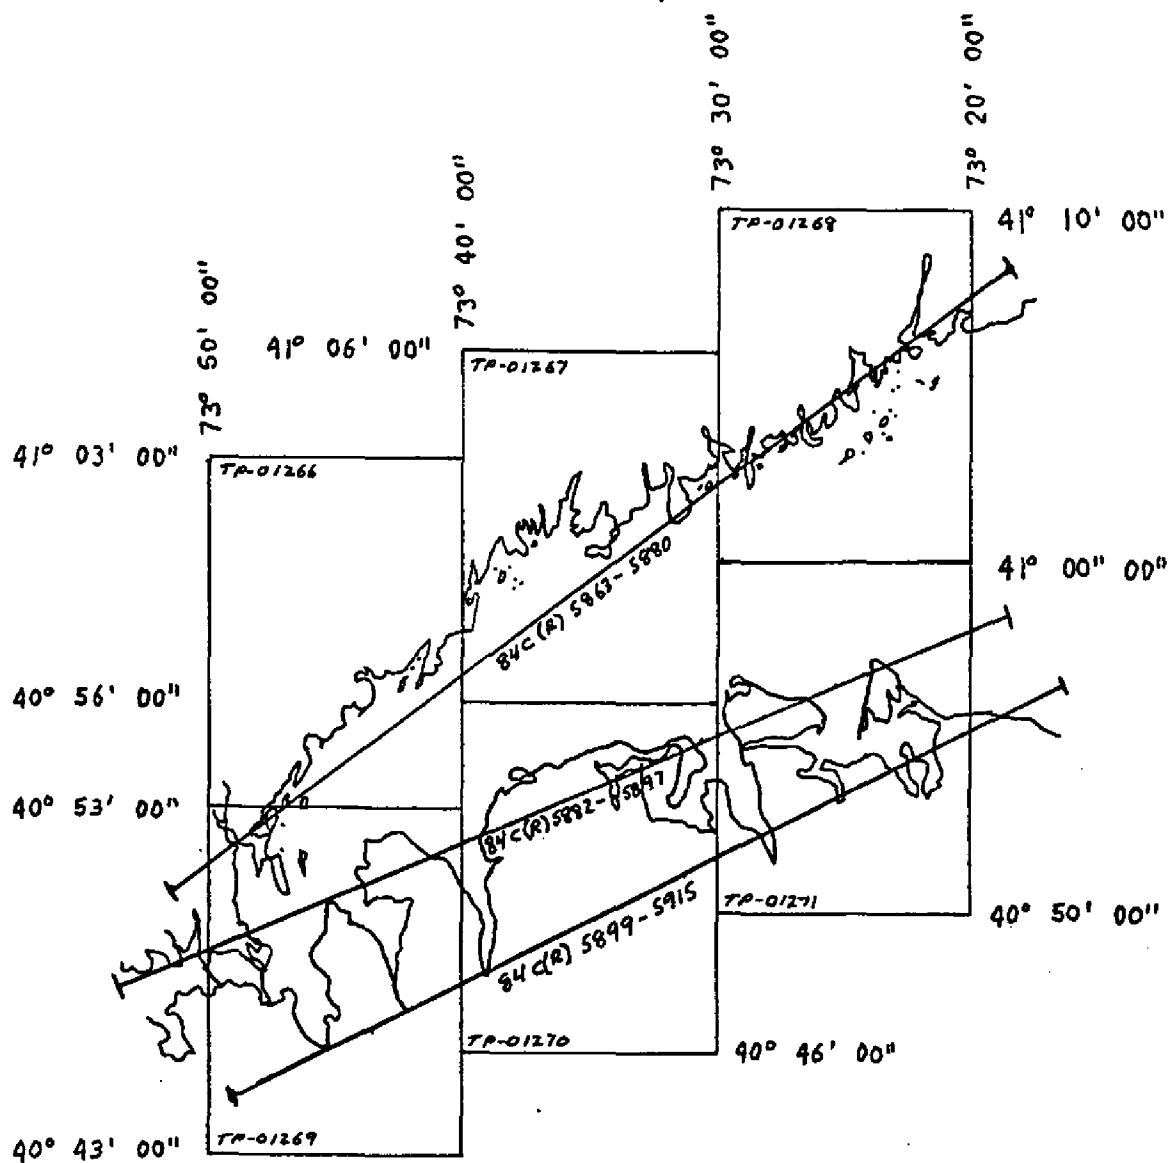 73° 30' 00"
73° 20' 00"
73° 40' 00"
TP-01268
41° 10' 00"
73° 50' 00"
41° 06' 00"
TP-01267
41° 03' 00"
TP-01266
84C(R) 5863-5880
41° 00" 00"
40° 56' 00"
40° 53' 00"
84C(R) 5882-5897
84C(R) 5899-5915
TP-01271
40° 50' 00"
TP-01270
40° 46' 00"
40° 43' 00"
TP-01269